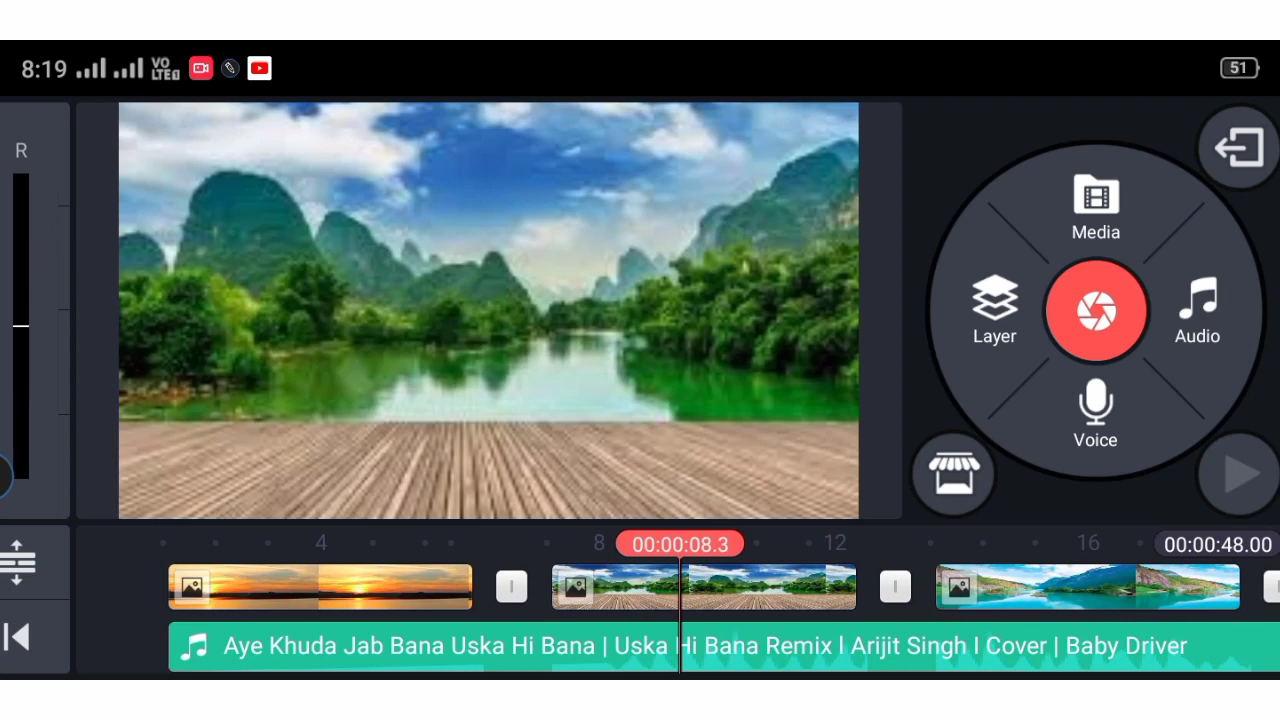 8:19 VO LTE 51
R
Media
Layer
Audio
Voice
4 8 00:00:08.3 12 16 00:00:48.00
Aye Khuda Jab Bana Uska Hi Bana | Uska Hi Bana Remix l Arijit Singh I Cover | Baby Driver